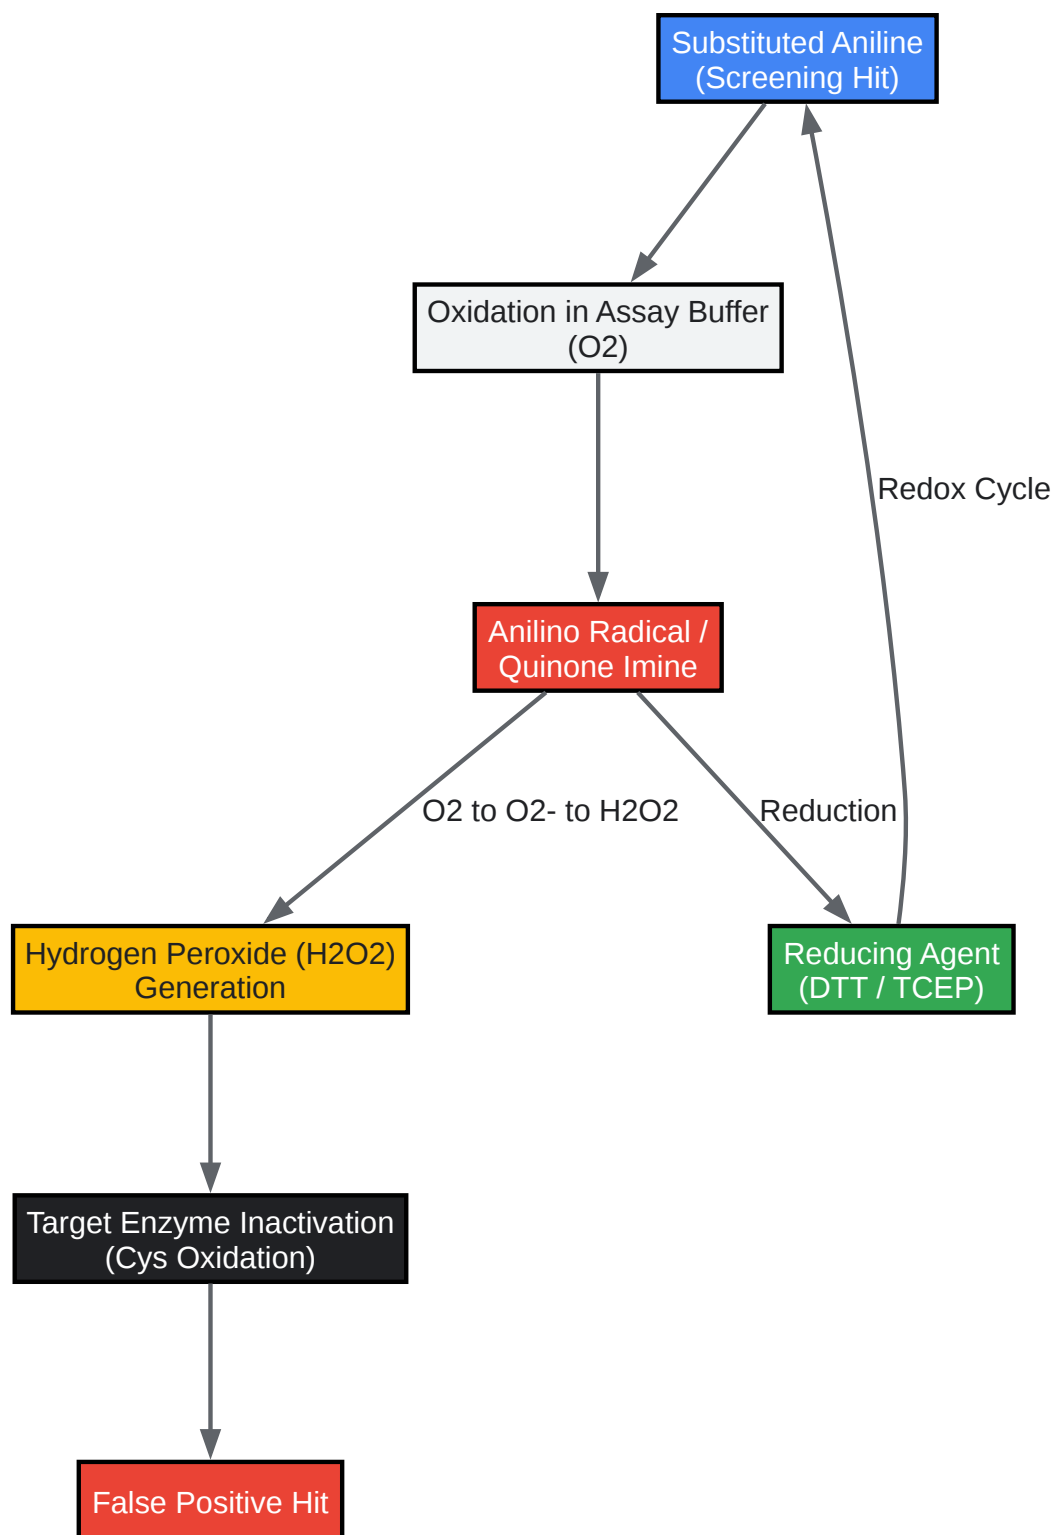 Substituted Aniline
(Screening Hit)
Oxidation in Assay Buffer
(O2)
Redox Cycle
Anilino Radical /
Quinone Imine
O2 to O2- to H2O2
Reduction
Hydrogen Peroxide (H2O2)
Generation
Reducing Agent
(DTT / TCEP)
Target Enzyme Inactivation
(Cys Oxidation)
False Positive Hit